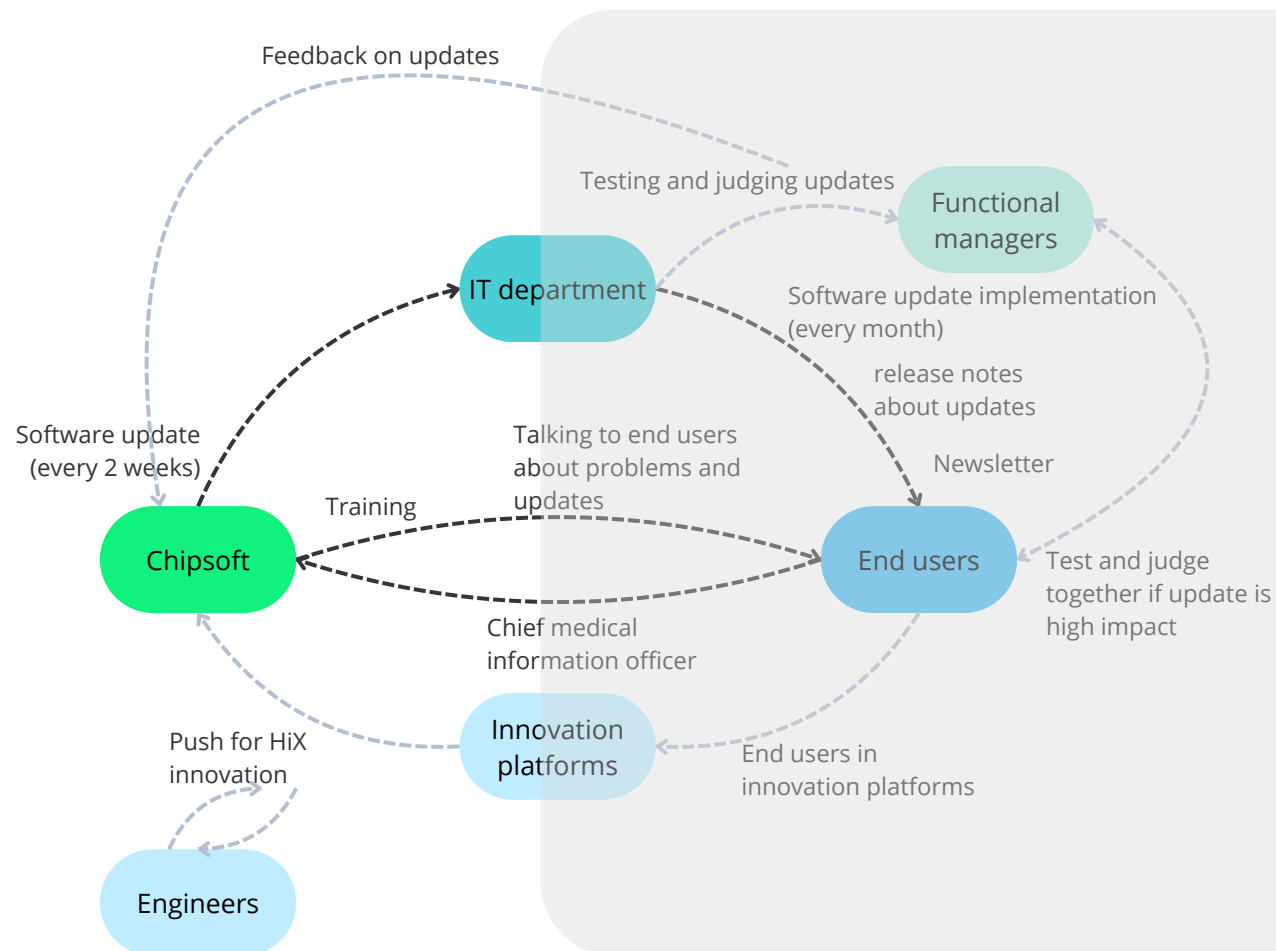 Feedback on updates
Testing and judging updates
Functional
managers
IT department
Software update implementation
(every month)
release notes
about updates
Software update
(every 2 weeks)
Talking to end users
about problems and
updates
Newsletter
Training
Chipsoft
End users
Test and judge
together if update is
high impact
Chief medical
information officer
Innovation
platforms
Push for HiX
innovation
End users in
innovation platforms
Engineers